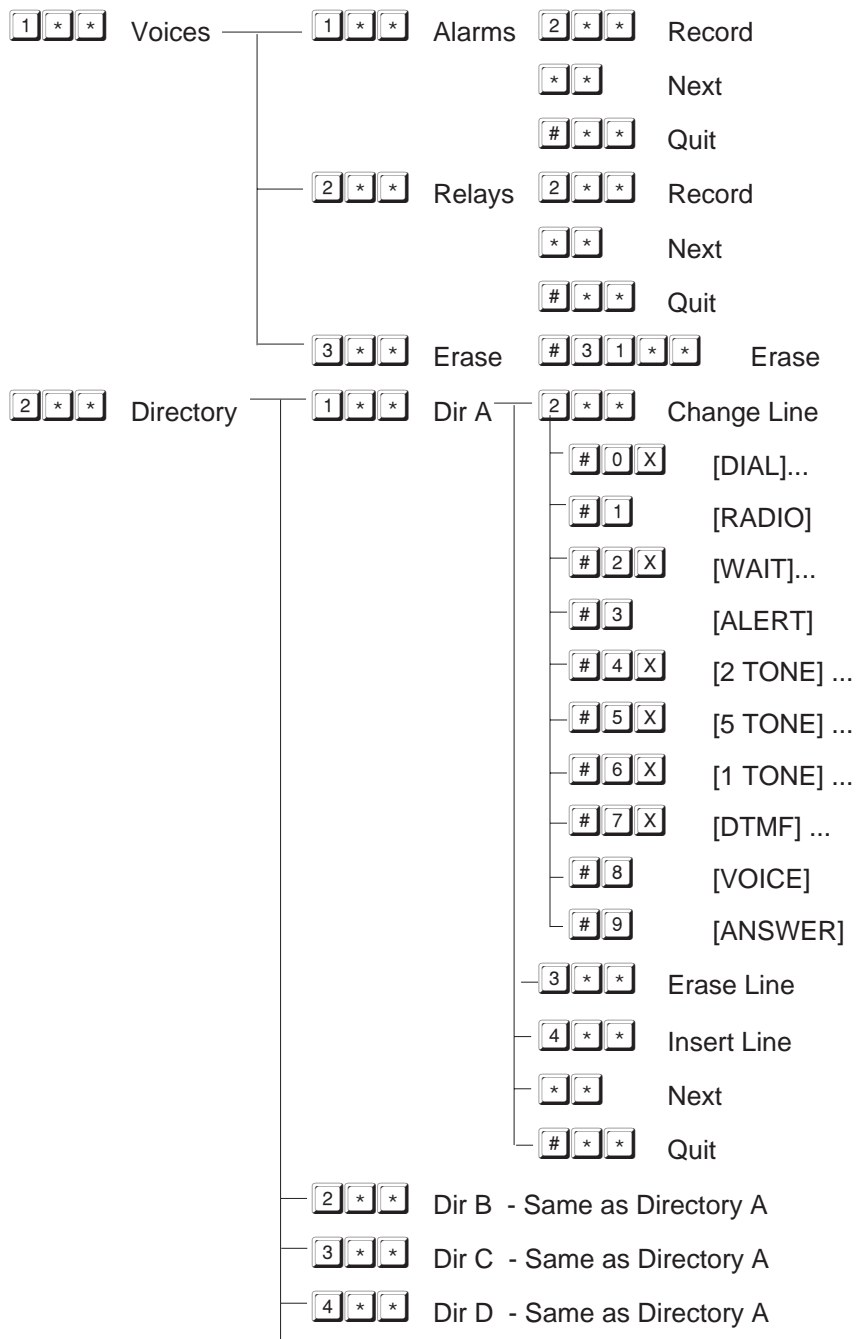 1 * * Voices 1 * * Alarms 2 * * Record
* * Next
# * * Quit
2 * * Relays 2 * * Record
* * Next
# * * Quit
3 * * Erase # 3 1 * * Erase
2 * * Directory 1 * * Dir A 2 * * Change Line
# 0 X [DIAL]...
# 1 [RADIO]
# 2 X [WAIT]...
# 3 [ALERT]
# 4 X [2 TONE] ...
# 5 X [5 TONE] ...
# 6 X [1 TONE] ...
# 7 X [DTMF] ...
# 8 [VOICE]
# 9 [ANSWER]
3 * * Erase Line
4 * * Insert Line
* * Next
# * * Quit
2 * * Dir B - Same as Directory A
3 * * Dir C - Same as Directory A
4 * * Dir D - Same as Directory A